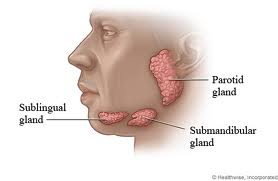 Parotid
gland
Sublingual
gland
Submandibular
gland
© Healthwise, Incorporated